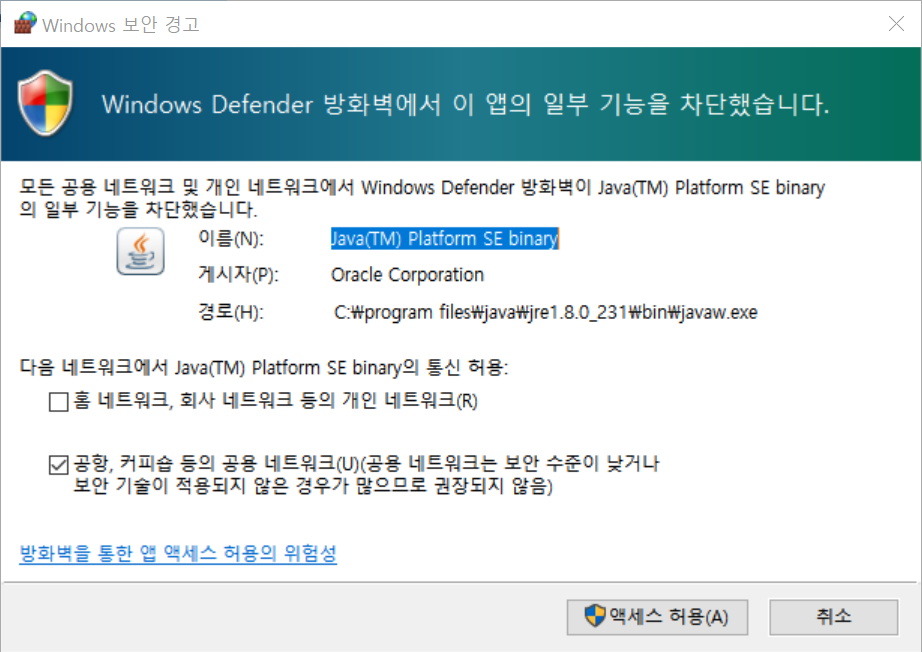 Windows 보안 경고
Windows Defender 방화벽에서 이 앱의 일부 기능을 차단했습니다.
모든 공용 네트워크 및 개인 네트워크에서 Windows Defender 방화벽이 Java(TM) Platform SE binary
의 일부 기능을 차단했습니다.
이름(N): Java(TM) Platform SE binary
게시자(P): Oracle Corporation
경로(H): C:₩program files₩java₩jre1.8.0_231₩bin₩javaw.exe
다음 네트워크에서 Java(TM) Platform SE binary의 통신 허용:
홈 네트워크, 회사 네트워크 등의 개인 네트워크(R)
공항, 커피숍 등의 공용 네트워크(U)(공용 네트워크는 보안 수준이 낮거나
보안 기술이 적용되지 않은 경우가 많으므로 권장되지 않음)
방화벽을 통한 앱 액세스 허용의 위험성
액세스 허용(A) 취소